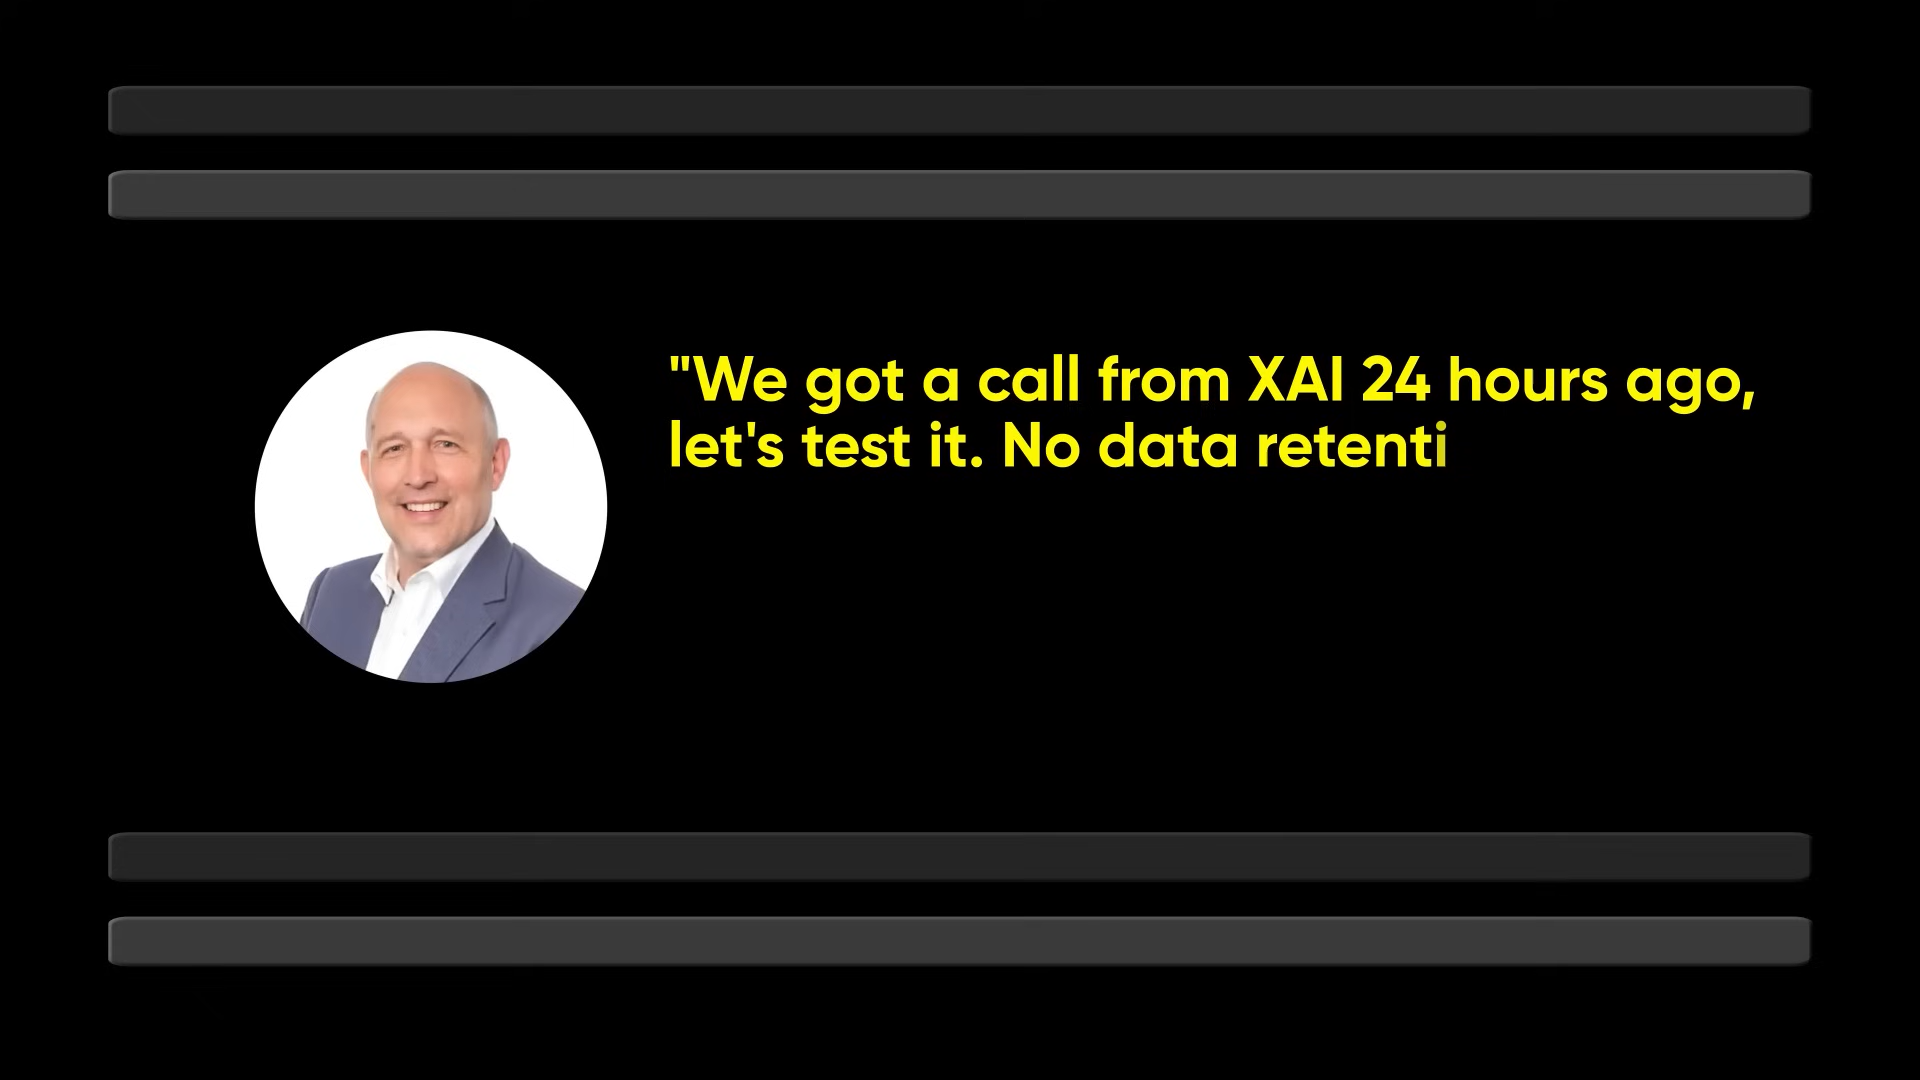 "We got a call from XAI 24 hours ago,
let's test it. No data retenti